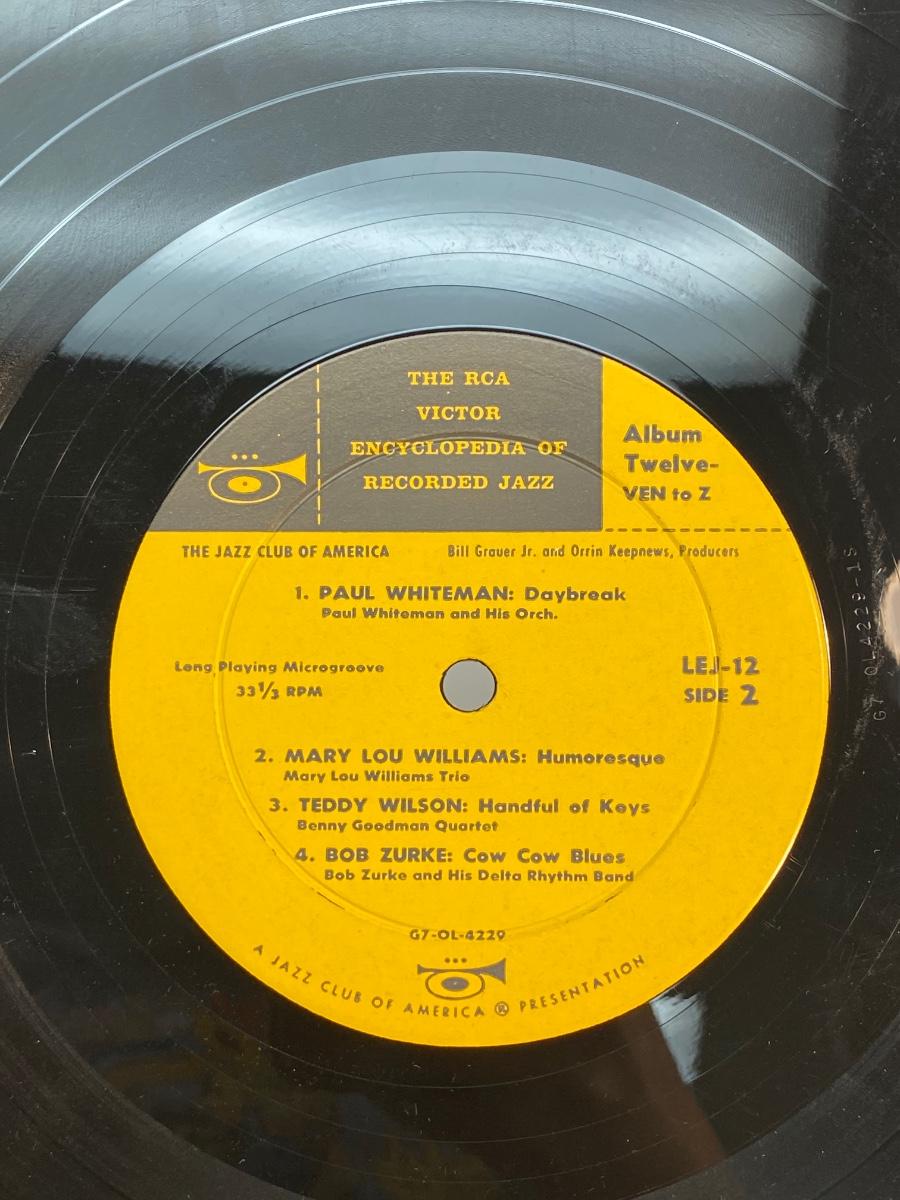 THE RCA
VICTOR
ENCYCLOPEDIA OF
RECORDED JAZZ
Album
Twelve-
VEN to Z
THE JAZZ CLUB OF AMERICA
Bill Grauer Jr. and Orrin Keepnews, Producers
1. PAUL WHITEMAN: Daybreak
Paul Whiteman and His Orch.
Long Playing Microgroove
33 1/3 RPM
LEJ-12
SIDE 2
2. MARY LOU WILLIAMS: Humoresque
Mary Lou Williams Trio
3. TEDDY WILSON: Handful of Keys
Benny Goodman Quartet
4. BOB ZURKE: Cow Cow Blues
Bob Zurke and His Delta Rhythm Band
G7-OL-4229
A JAZZ CLUB OF AMERICA ® PRESENTATION
G7 OL4229-1S